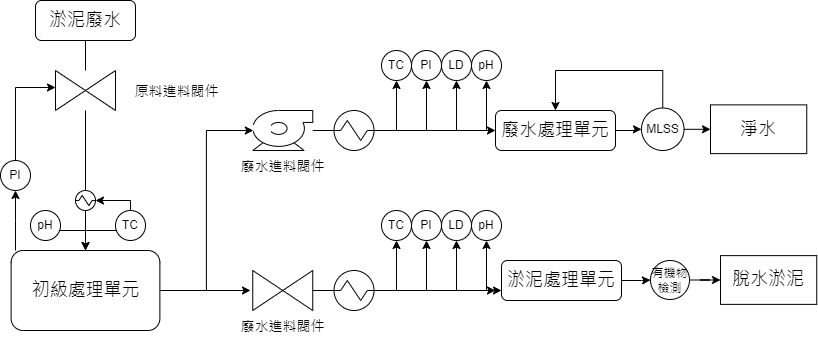 淤泥廢水
原料進料閥件
PI
pH
TC
初級處理單元
廢水進料閥件
TC
PI
LD
pH
廢水處理單元
MLSS
淨水
廢水進料閥件
TC
PI
LD
pH
淤泥處理單元
有機物
檢測
脫水淤泥